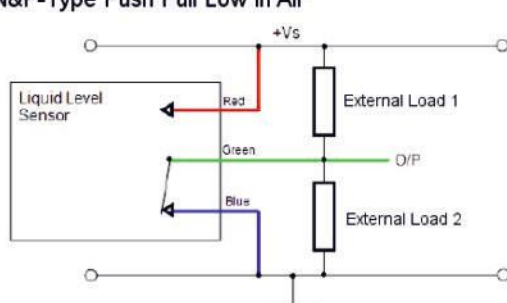 N&P-Type Push Pull Low in Air
+Vs
Liquid Level
Sensor
Red
External Load 1
Green
O/P
Blue
External Load 2